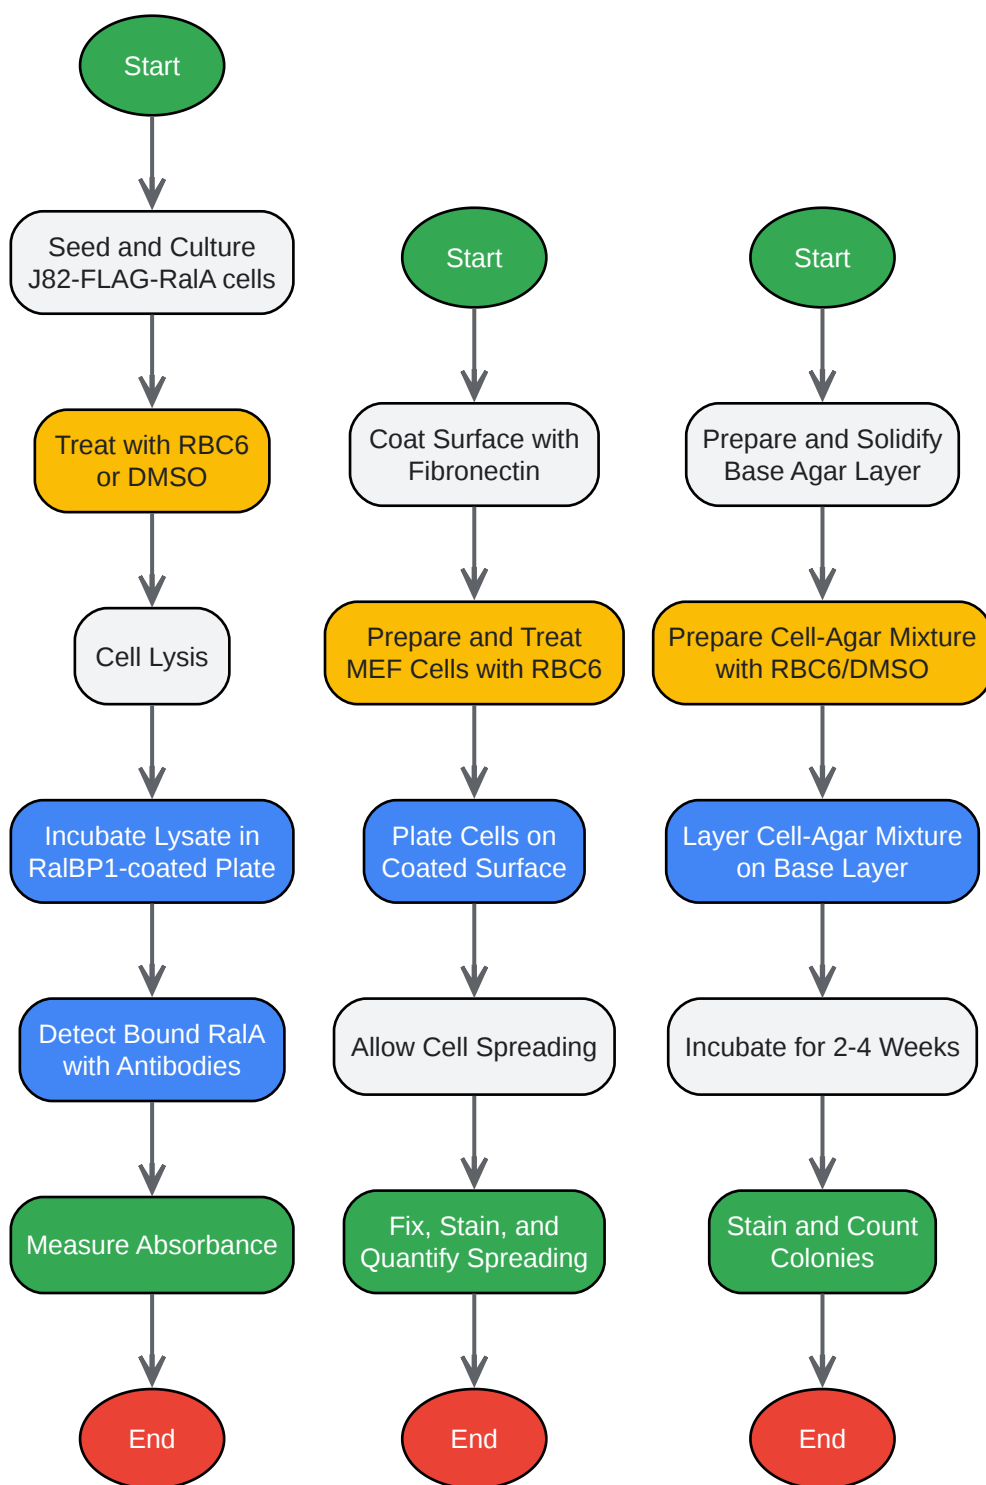 Start
Seed and Culture
J82-FLAG-RalA cells
Treat with RBC6
or DMSO
Cell Lysis
Incubate Lysate in
RalBP1-coated Plate
Detect Bound RalA
with Antibodies
Measure Absorbance
End
Start
Coat Surface with
Fibronectin
Prepare and Treat
MEF Cells with RBC6
Plate Cells on
Coated Surface
Allow Cell Spreading
Fix, Stain, and
Quantify Spreading
End
Start
Prepare and Solidify
Base Agar Layer
Prepare Cell-Agar Mixture
with RBC6/DMSO
Layer Cell-Agar Mixture
on Base Layer
Incubate for 2-4 Weeks
Stain and Count
Colonies
End